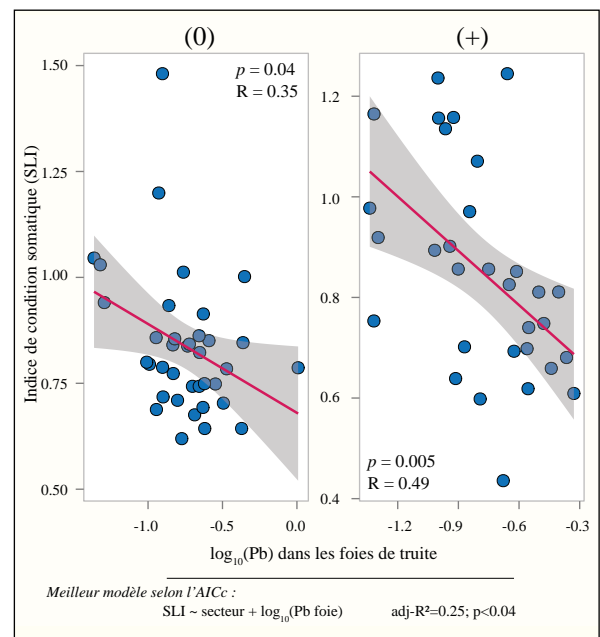 (0)
(+)
p = 0.04
R = 0.35
p = 0.005
R = 0.49
Indice de condition somatique (SLI)
1.50
1.25
1.00
0.75
0.50
1.2
1.0
0.8
0.6
0.4
-1.0 -0.5 0.0
-1.2 -0.9 -0.6 -0.3
log₁₀(Pb) dans les foies de truite
Meilleur modèle selon l'AICc :
SLI ~ secteur + log₁₀(Pb foie) adj-R²=0.25; p<0.04